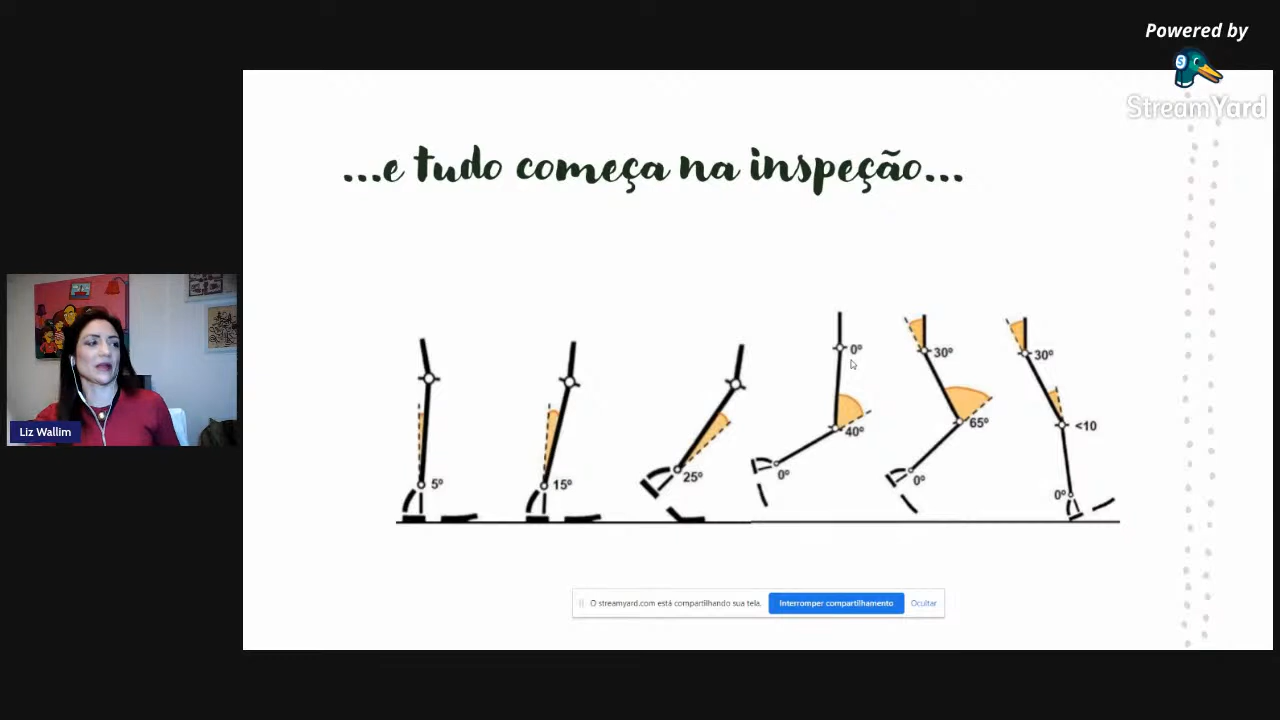 Powered by
StreamYard
...e tudo começa na inspeção...
5º
15º
25º
0º
40º
0º
30º
65º
0º
30º
<10
0º
Liz Wallim
O streamyard.com está compartilhando sua tela.
Interromper compartilhamento
Ocultar